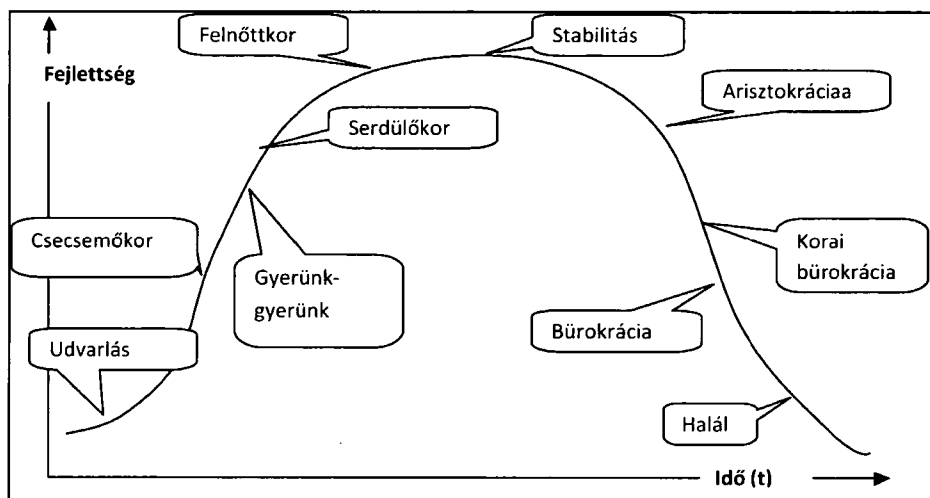 Felnőttkor
Stabilitás
Fejlettség
Arisztokráciaa
Serdülőkor
Csecsemőkor
Korai
bürokrácia
Gyerünk-
gyerünk
Bürokrácia
Udvarlás
Halál
Idő (t)